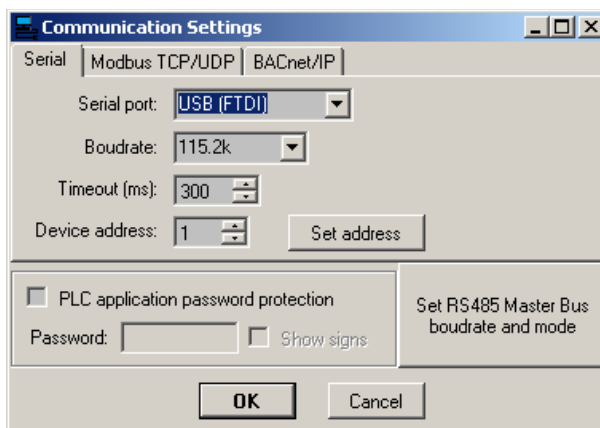 Communication Settings
Serial Modbus TCP/UDP BACnet/IP
Serial port: USB (FTDI)
Boudrate: 115.2k
Timeout (ms): 300
Device address: 1 Set address
PLC application password protection
Password: Show signs
Set RS485 Master Bus
boudrate and mode
OK Cancel